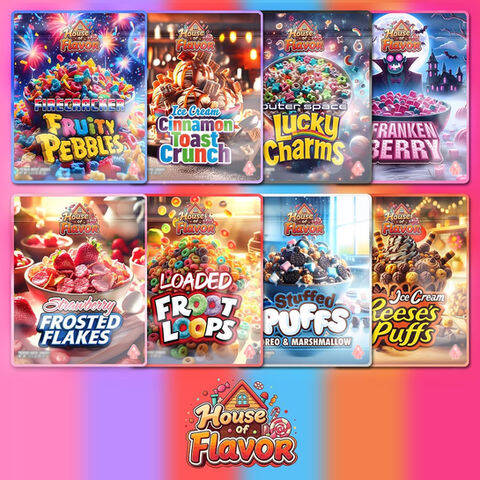 House
of
Flavor
FIRECRACKER
FRUITY
PEBBLES
House
of
Flavor
Ice Cream
Cinnamon
Toast
Crunch
House
of
Flavor
outer space
Lucky
Charms
House
of
Flavor
FRANKEN
BERRY
House
of
Flavor
Strawberry
FROSTED
FLAKES
House
of
Flavor
LOADED
FROOT
LOOPS
House
of
Flavor
Stuffed
PUFFS
OREO & MARSHMALLOW
House
of
Flavor
Ice Cream
Reese's
Puffs
House
of
Flavor